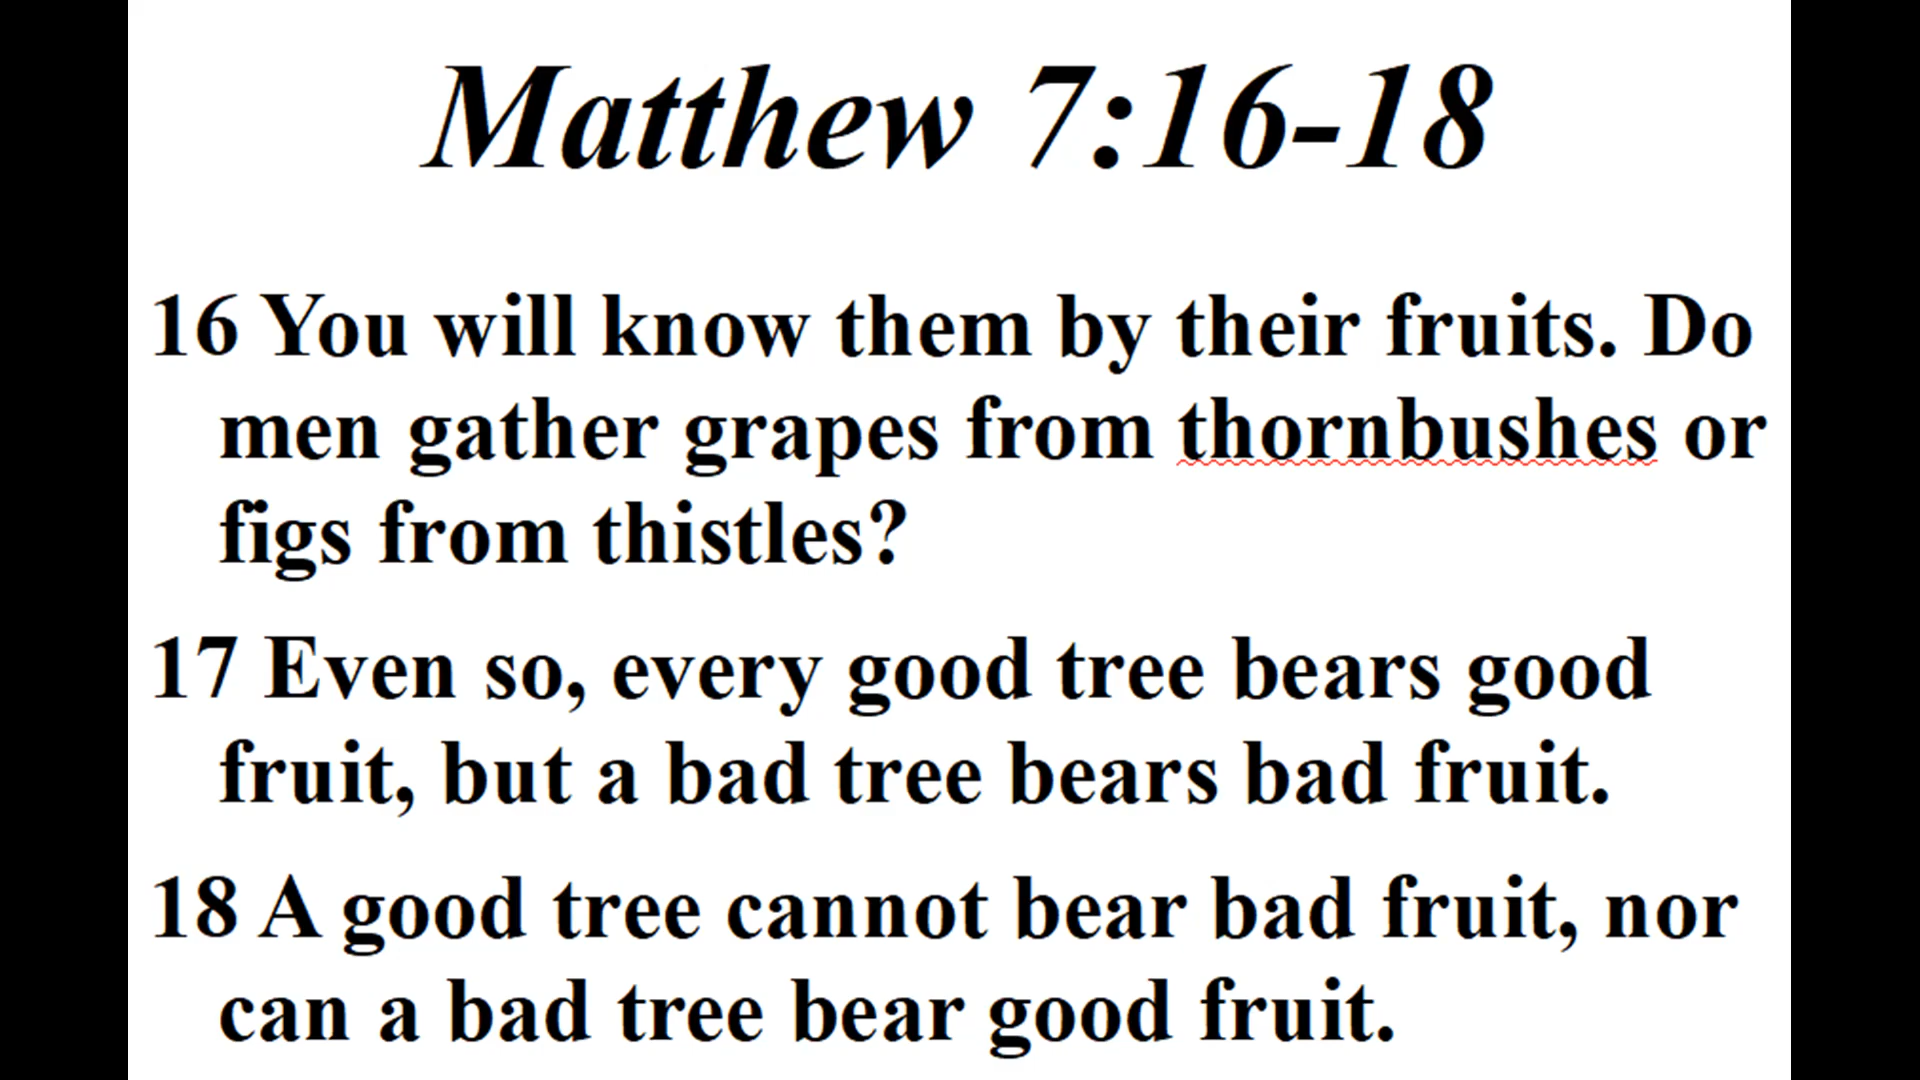 Matthew 7:16-18
16 You will know them by their fruits. Do
men gather grapes from thornbushes or
figs from thistles?
17 Even so, every good tree bears good
fruit, but a bad tree bears bad fruit.
18 A good tree cannot bear bad fruit, nor
can a bad tree bear good fruit.